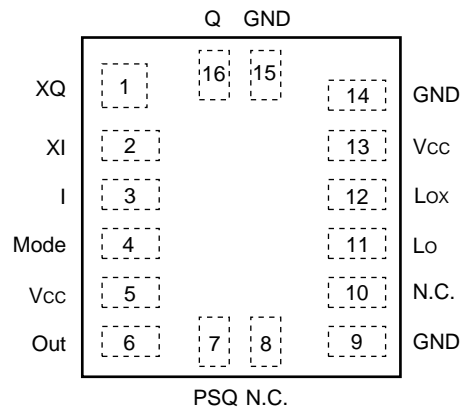 Q GND
XQ 1 16 15 14 GND
XI 2 13 Vcc
I 3 12 Lox
Mode 4 11 Lo
Vcc 5 10 N.C.
Out 6 7 8 9 GND
PSQ N.C.